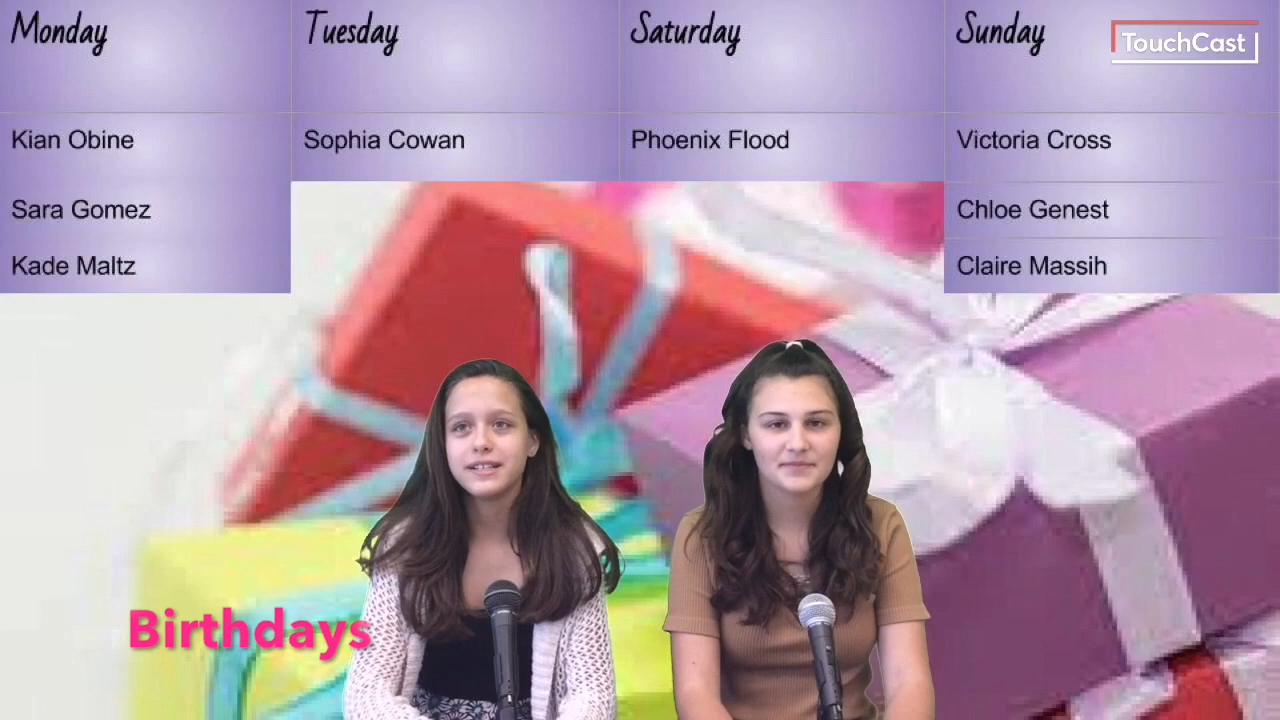 Monday Tuesday Saturday Sunday
TouchCast
Kian Obine Sophia Cowan Phoenix Flood Victoria Cross
Sara Gomez Chloe Genest
Kade Maltz Claire Massih
Birthdays